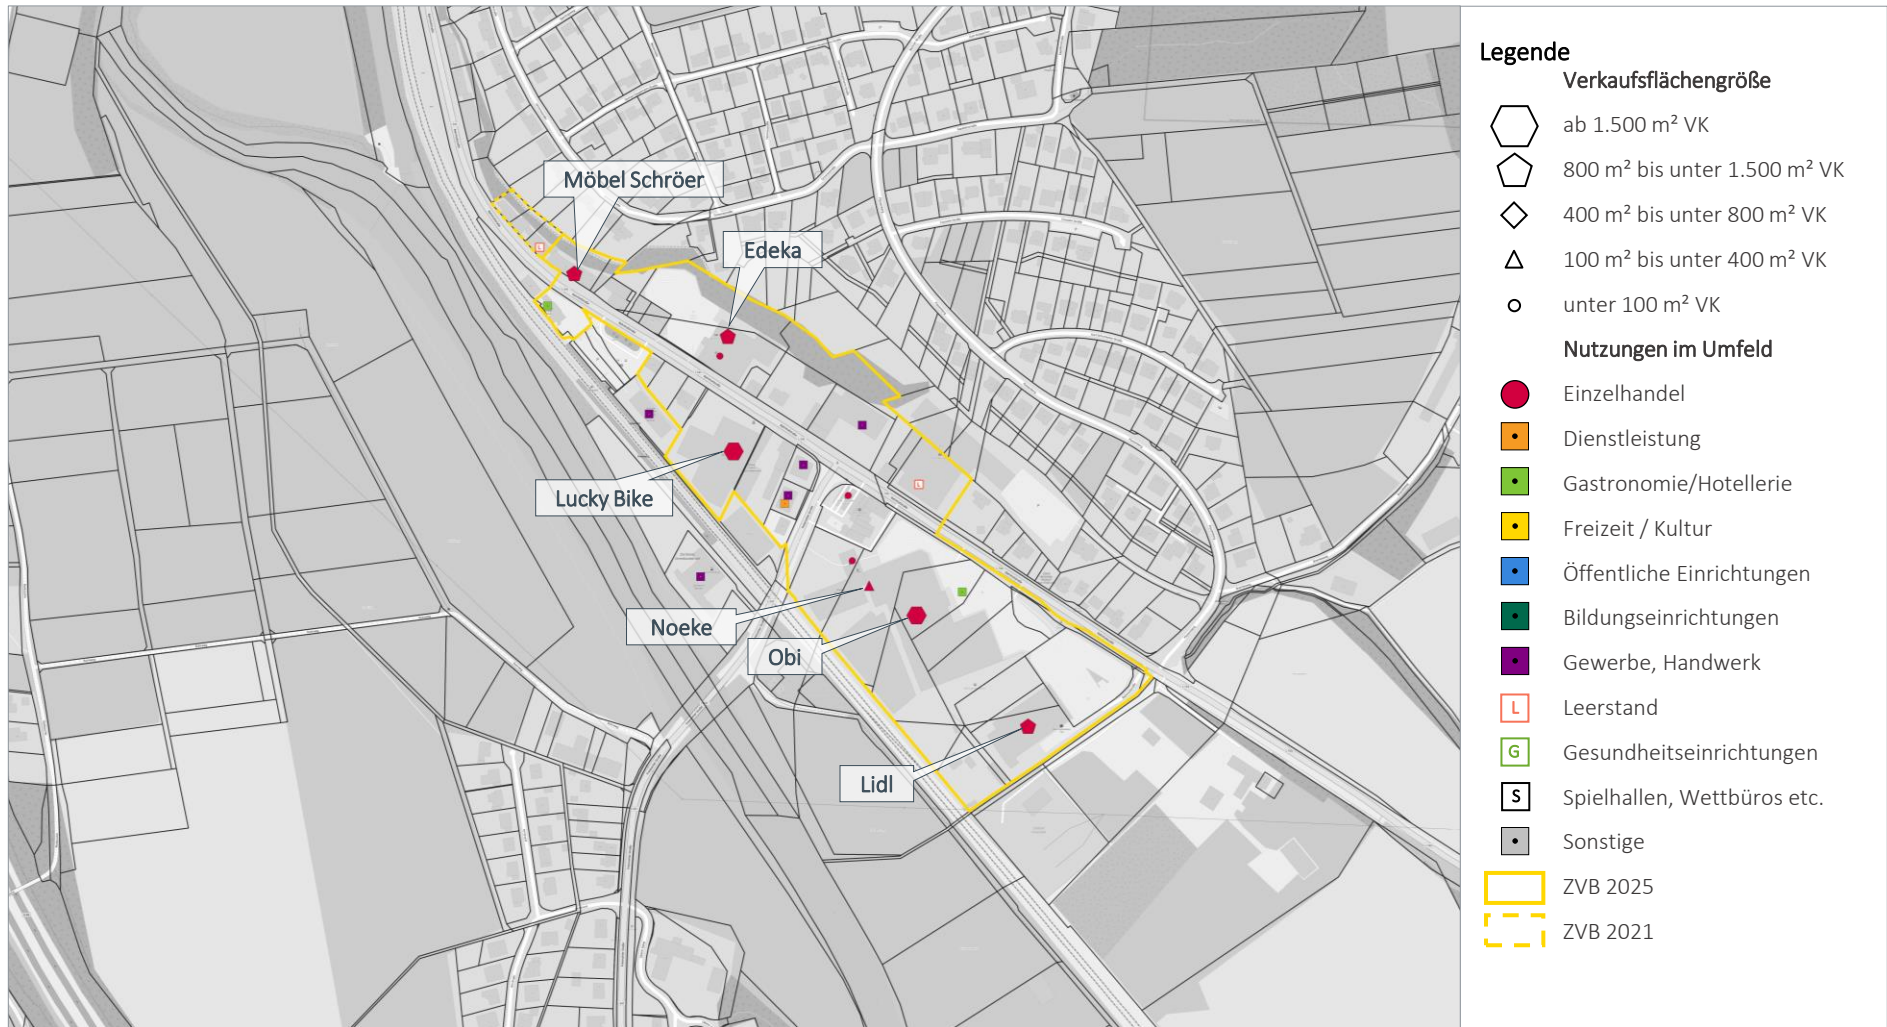 Möbel Schröer
Edeka
Lucky Bike
Noeke
Obi
Lidl
L
L
Legende
Verkaufsflächengröße
ab 1.500 m² VK
800 m² bis unter 1.500 m² VK
400 m² bis unter 800 m² VK
100 m² bis unter 400 m² VK
unter 100 m² VK
Nutzungen im Umfeld
Einzelhandel
Dienstleistung
Gastronomie/Hotellerie
Freizeit / Kultur
Öffentliche Einrichtungen
Bildungseinrichtungen
Gewerbe, Handwerk
L Leerstand
G Gesundheitseinrichtungen
S Spielhallen, Wettbüros etc.
Sonstige
ZVB 2025
ZVB 2021